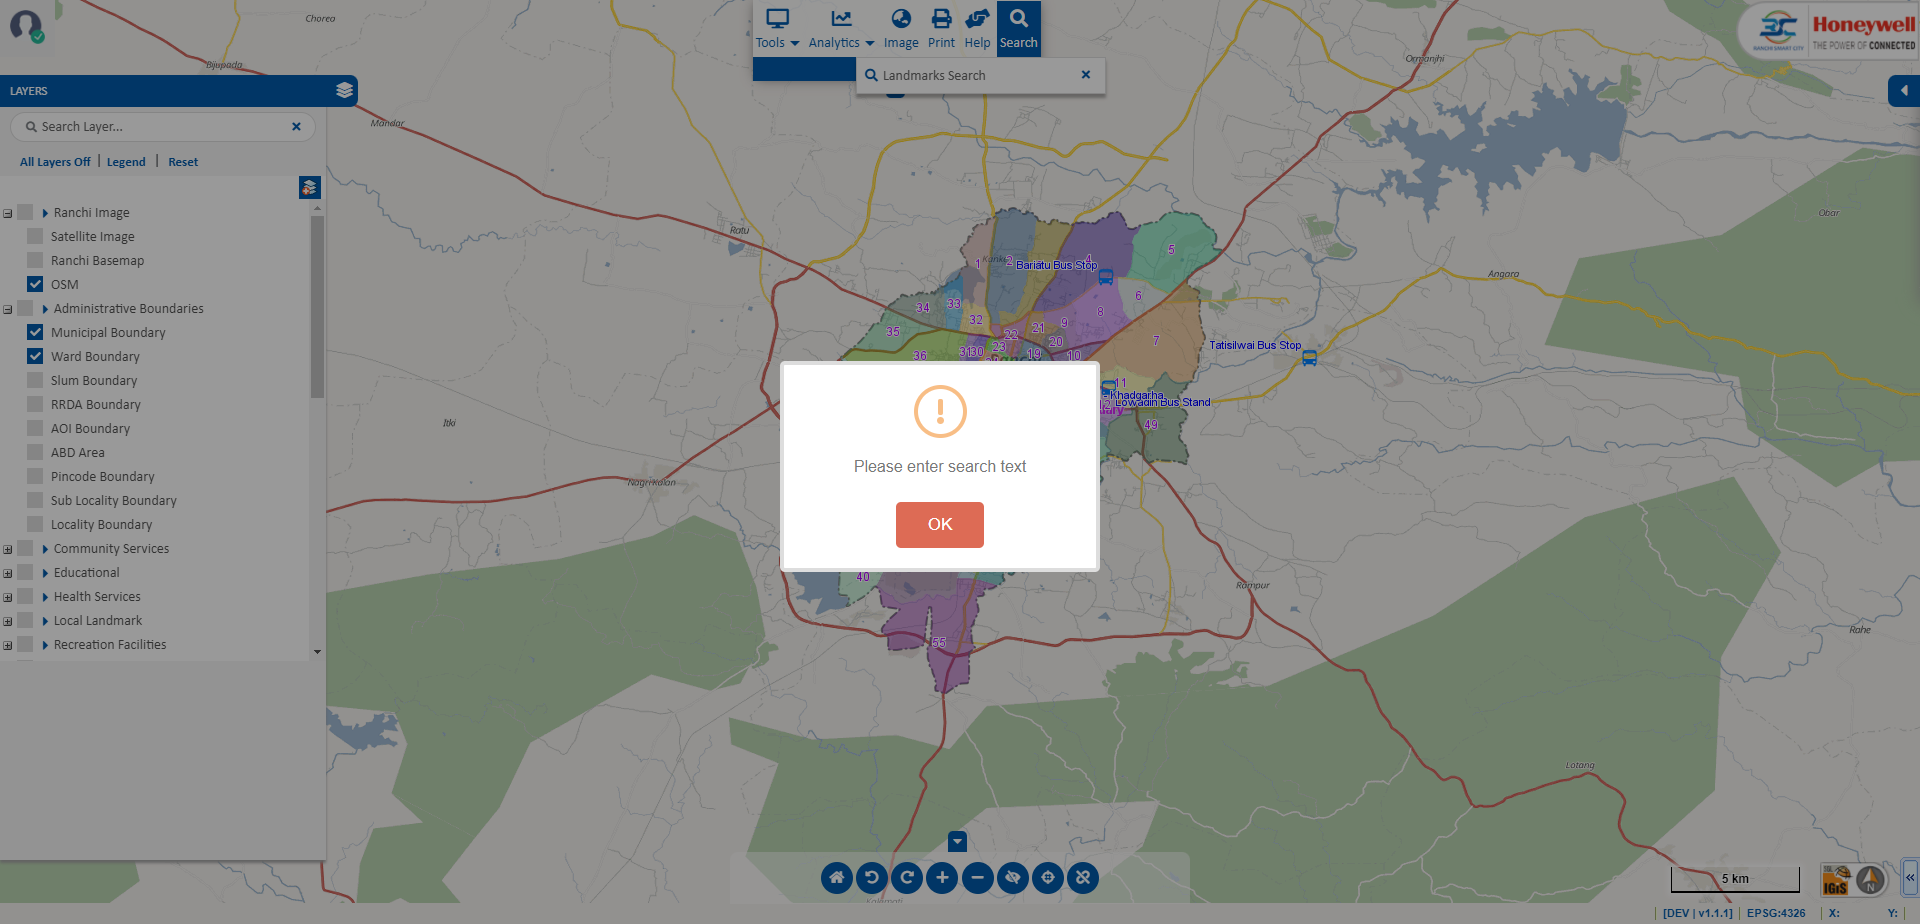 Chorea
Bijupada
Mandar
Ratu
Itki
Nagri Kalan
Ormanjhi
Obar
Angara
Rampur
Rahe
Lotang
Tools
Analytics
Image
Print
Help
Search
Landmarks Search
RANCHI SMART CITY
Honeywell
THE POWER OF CONNECTED
LAYERS
Search Layer...
All Layers Off | Legend | Reset
Ranchi Image
Satellite Image
Ranchi Basemap
OSM
Administrative Boundaries
Municipal Boundary
Ward Boundary
Slum Boundary
RRDA Boundary
AOI Boundary
ABD Area
Pincode Boundary
Sub Locality Boundary
Locality Boundary
Community Services
Educational
Health Services
Local Landmark
Recreation Facilities
1
2
4
5
Bariatu Bus Stop
6
7
8
9
34
33
32
35
36
22
21
20
23
19
10
31
30
Tatisilwai Bus Stop
11
Khadgarha
Lowadih Bus Stand
49
40
55
Please enter search text
OK
5 km
IGiS
N
[DEV | v1.1.1]
EPSG:4326
X:
Y: